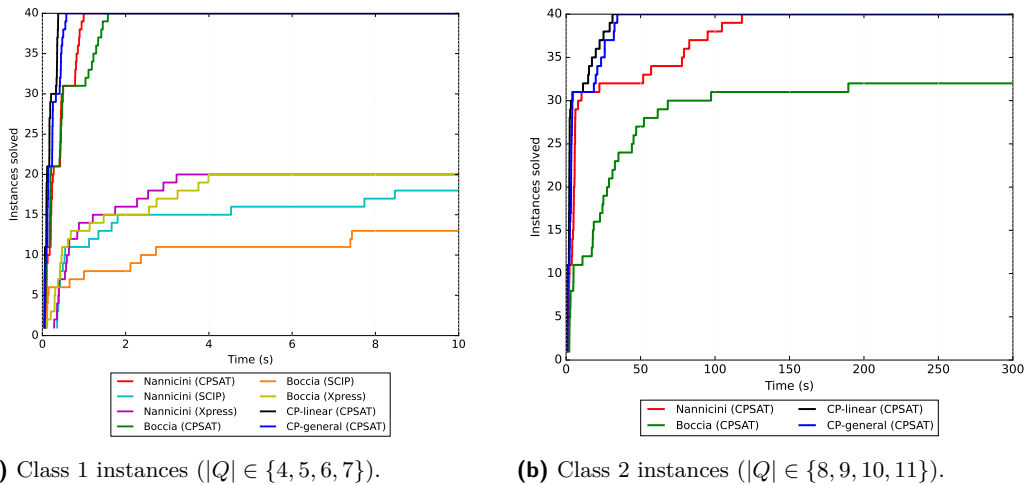 40
35
30
25
20
15
10
5
0
Instances solved
0 2 4 6 8 10
Time (s)
Nannicini (CPSAT) Boccia (SCIP)
Nannicini (SCIP) Boccia (Xpress)
Nannicini (Xpress) CP-linear (CPSAT)
Boccia (CPSAT) CP-general (CPSAT)
) Class 1 instances (|Q| ∈ {4, 5, 6, 7}).
40
35
30
25
20
15
10
5
0
Instances solved
0 50 100 150 200 250 300
Time (s)
Nannicini (CPSAT) CP-linear (CPSAT)
Boccia (CPSAT) CP-general (CPSAT)
(b) Class 2 instances (|Q| ∈ {8, 9, 10, 11}).